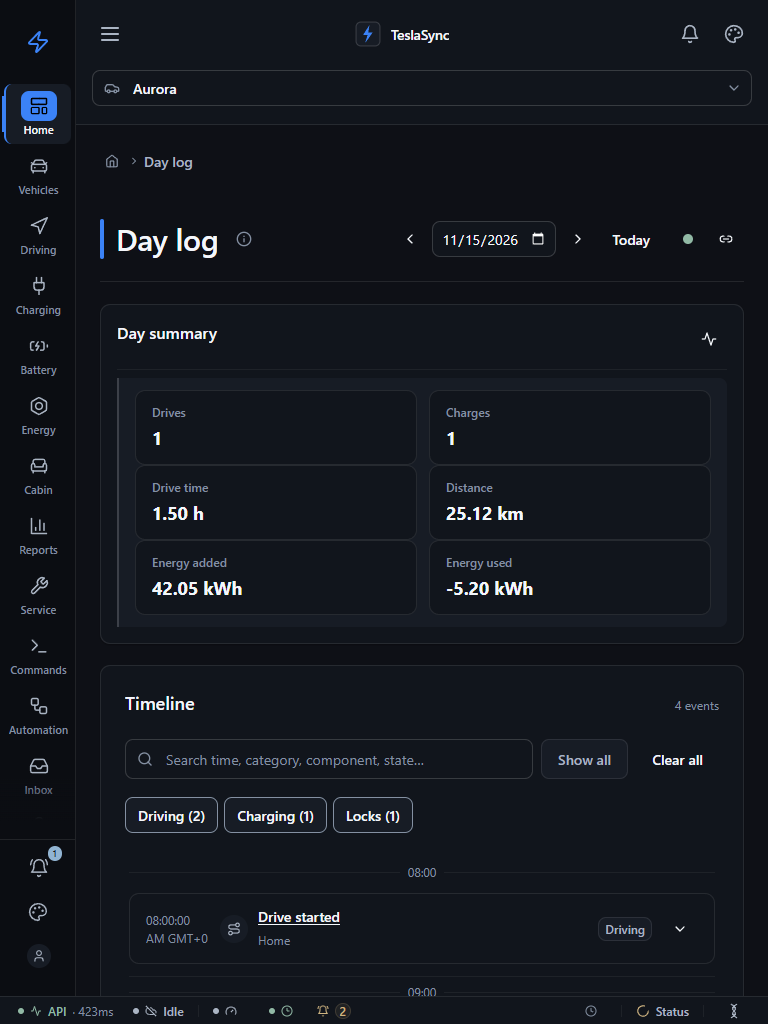 TeslaSync
Aurora
Home
Vehicles
Driving
Charging
Battery
Energy
Cabin
Reports
Service
Commands
Automation
Inbox
1
Day log
Day log
11/15/2026
Today
Day summary
Drives
1
Charges
1
Drive time
1.50 h
Distance
25.12 km
Energy added
42.05 kWh
Energy used
-5.20 kWh
Timeline
4 events
Search time, category, component, state...
Show all
Clear all
Driving (2)
Charging (1)
Locks (1)
08:00
08:00:00
AM GMT+0
Drive started
Home
Driving
09:00
API · 423ms
Idle
2
Status